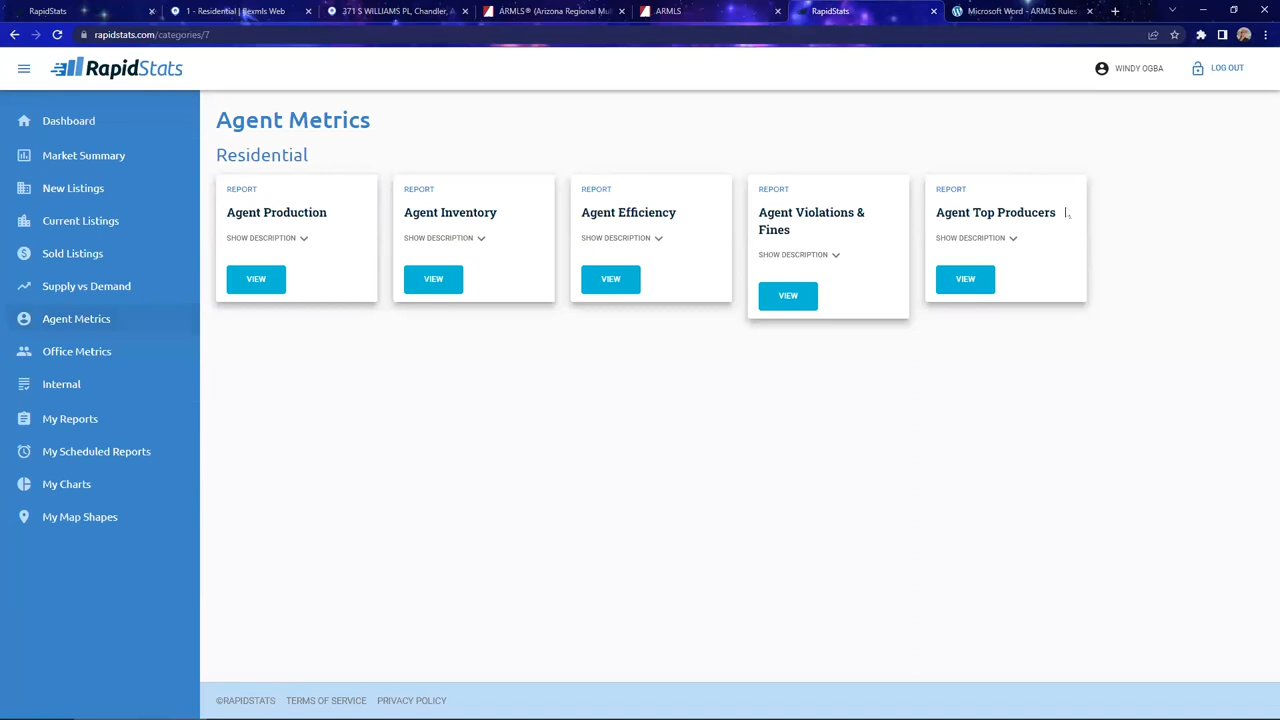 RapidStats
1 - Residential | flexmls Web
371 S WILLIAMS PL, Chandler, A
ARMLS® (Arizona Regional Mul
ARMLS
RapidStats
Microsoft Word - ARMLS Rules
rapidstats.com/categories/7
RapidStats
WINDY OGBA
LOG OUT
Dashboard
Market Summary
New Listings
Current Listings
Sold Listings
Supply vs Demand
Agent Metrics
Office Metrics
Internal
My Reports
My Scheduled Reports
My Charts
My Map Shapes
Agent Metrics
Residential
REPORT
Agent Production
SHOW DESCRIPTION
VIEW
REPORT
Agent Inventory
SHOW DESCRIPTION
VIEW
REPORT
Agent Efficiency
SHOW DESCRIPTION
VIEW
REPORT
Agent Violations &
Fines
SHOW DESCRIPTION
VIEW
REPORT
Agent Top Producers
SHOW DESCRIPTION
VIEW
©RAPIDSTATS TERMS OF SERVICE PRIVACY POLICY